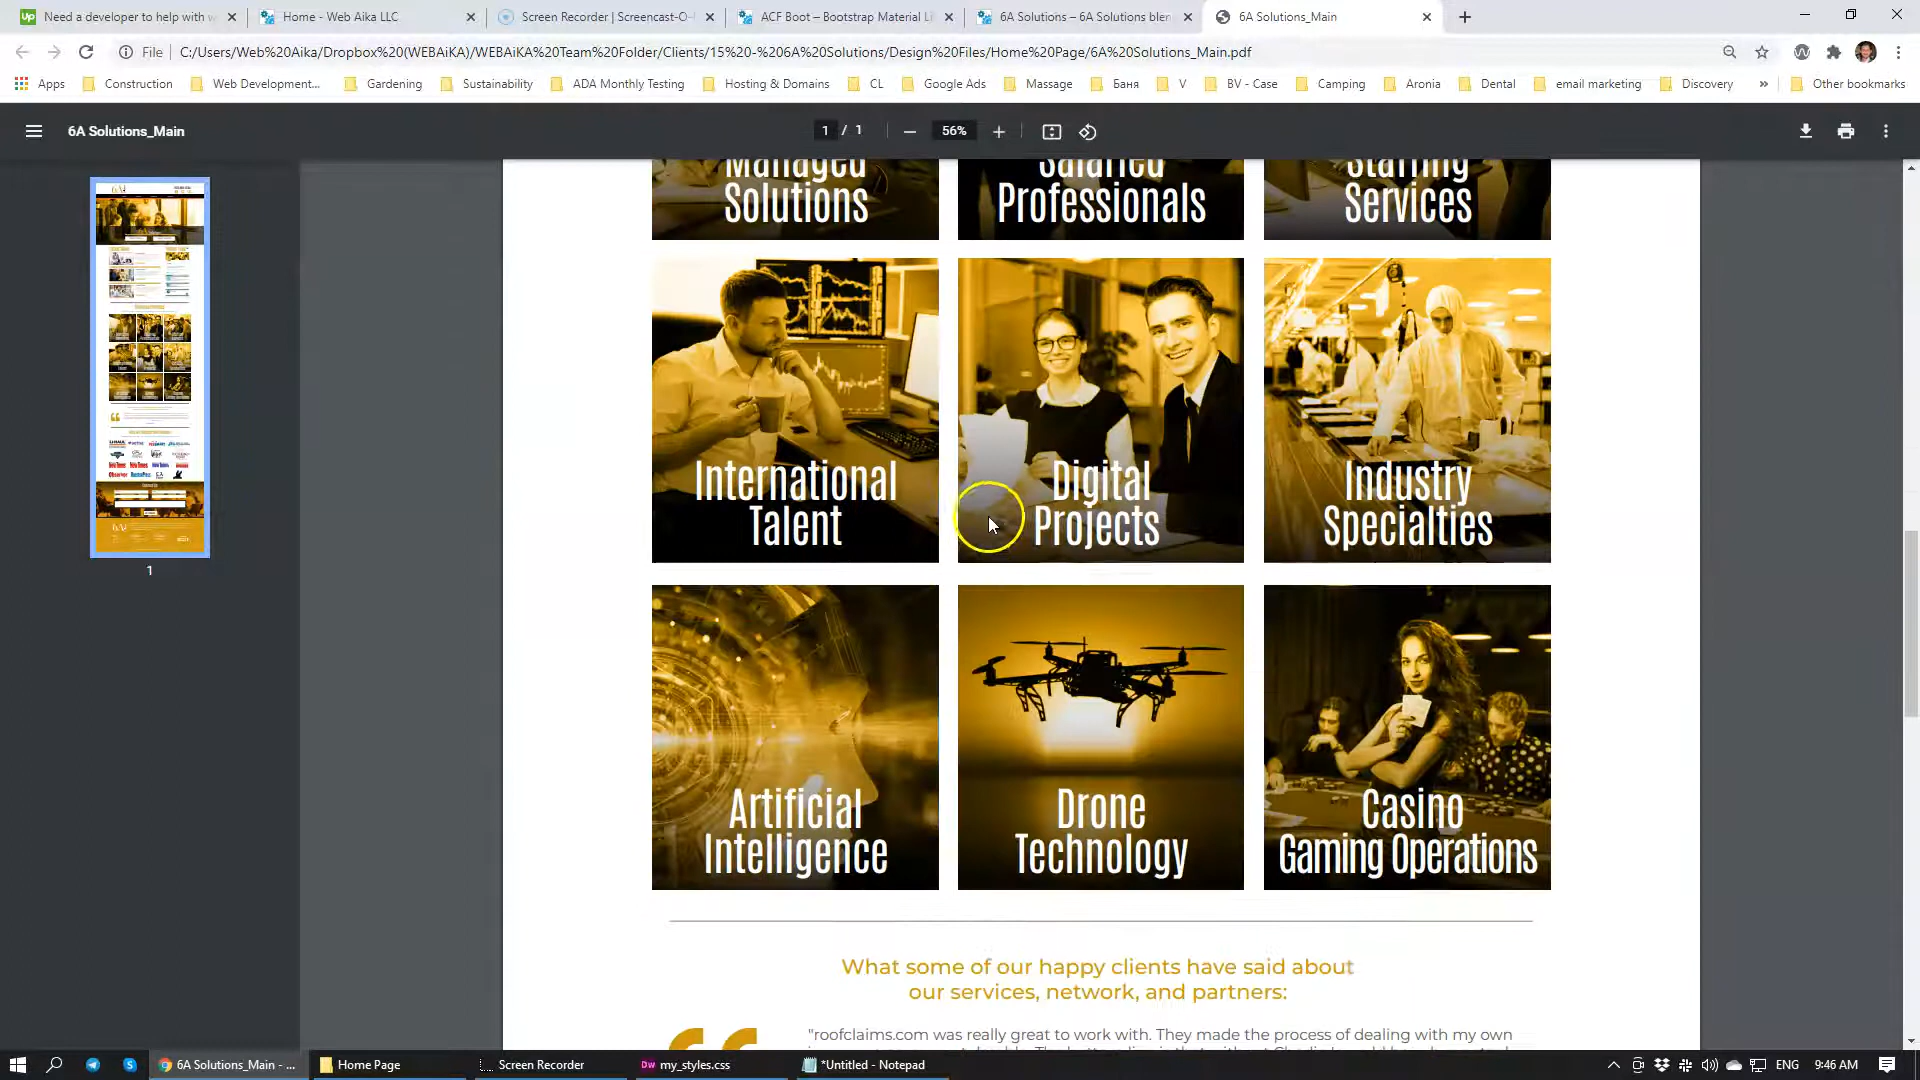 Need a developer to help with w
Home - Web Aika LLC
Screen Recorder | Screencast-O-
ACF Boot – Bootstrap Material Li
6A Solutions – 6A Solutions blen
6A Solutions_Main
File
C:/Users/Web%20Aika/Dropbox%20(WEBAiKA)/WEBAiKA%20Team%20Folder/Clients/15%20-%206A%20Solutions/Design%20Files/Home%20Page/6A%20Solutions_Main.pdf
Apps
Construction
Web Development...
Gardening
Sustainability
ADA Monthly Testing
Hosting & Domains
CL
Google Ads
Massage
Баня
V
BV - Case
Camping
Aronia
Dental
email marketing
Discovery
»
Other bookmarks
6A Solutions_Main
1 / 1
56%
1
Managed
Solutions
Salaried
Professionals
Staffing
Services
International
Talent
Digital
Projects
Industry
Specialties
Artificial
Intelligence
Drone
Technology
Casino
Gaming Operations
What some of our happy clients have said about
our services, network, and partners:
"roofclaims.com was really great to work with. They made the process of dealing with my own
6A Solutions_Main - ...
Home Page
Screen Recorder
Dw my_styles.css
*Untitled - Notepad
ENG
9:46 AM